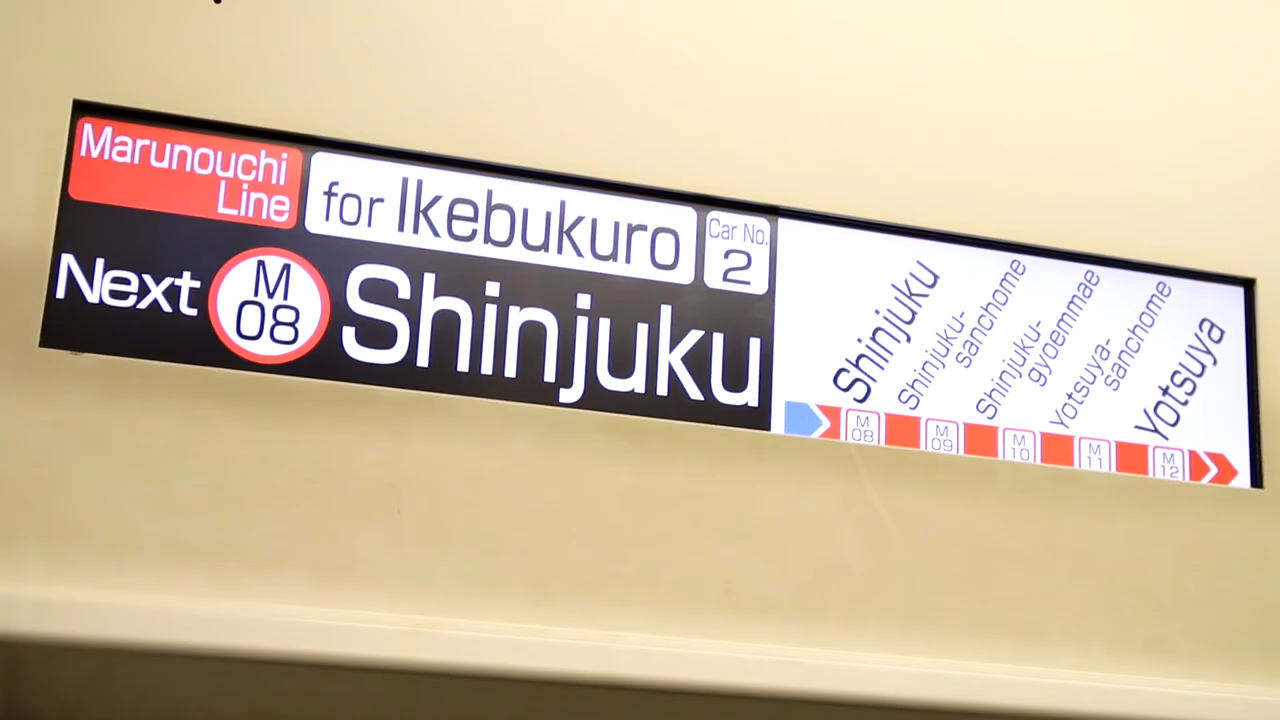 Marunouchi
Line
for Ikebukuro
Car No.
2
Next
M
08
Shinjuku
Shinjuku
Shinjuku-
sanchome
Shinjuku-
gyoemmae
Yotsuya-
sanchome
Yotsuya
M
08
M
09
M
10
M
11
M
12